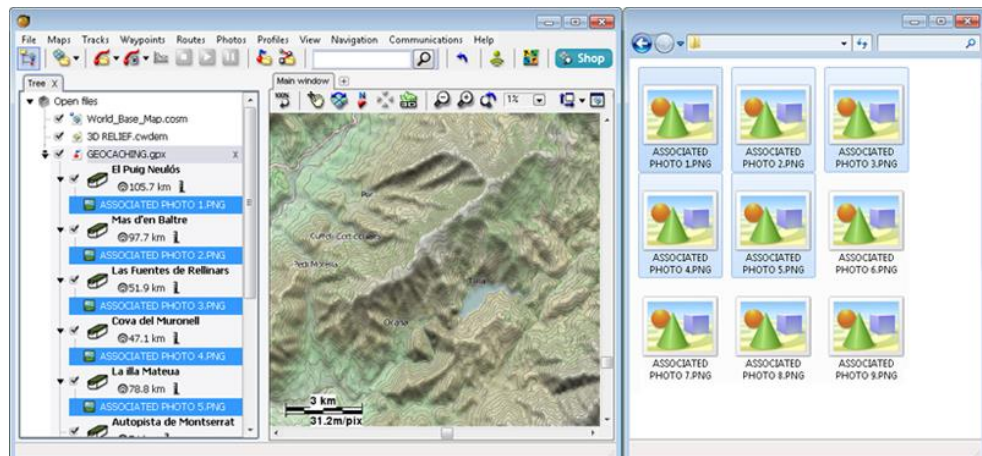 File Maps Tracks Waypoints Routes Photos Profiles View Navigation Communications Help
Shop
Tree X
Open files
World_Base_Map.cosm
3D RELIEF.cwdem
GEOCACHING.gpx x
El Puig Neulós
105.7 km
ASSOCIATED PHOTO 1.PNG
Mas d'en Baltre
97.7 km
ASSOCIATED PHOTO 2.PNG
Las Fuentes de Rellinars
51.9 km
ASSOCIATED PHOTO 3.PNG
Cova del Muronell
47.1 km
ASSOCIATED PHOTO 4.PNG
La illa Mateua
78.8 km
ASSOCIATED PHOTO 5.PNG
Autopista de Montserrat
Main window
100%
1%
Ocaña
3 km
31.2m/pix
ASSOCIATED
PHOTO 1.PNG
ASSOCIATED
PHOTO 2.PNG
ASSOCIATED
PHOTO 3.PNG
ASSOCIATED
PHOTO 4.PNG
ASSOCIATED
PHOTO 5.PNG
ASSOCIATED
PHOTO 6.PNG
ASSOCIATED
PHOTO 7.PNG
ASSOCIATED
PHOTO 8.PNG
ASSOCIATED
PHOTO 9.PNG